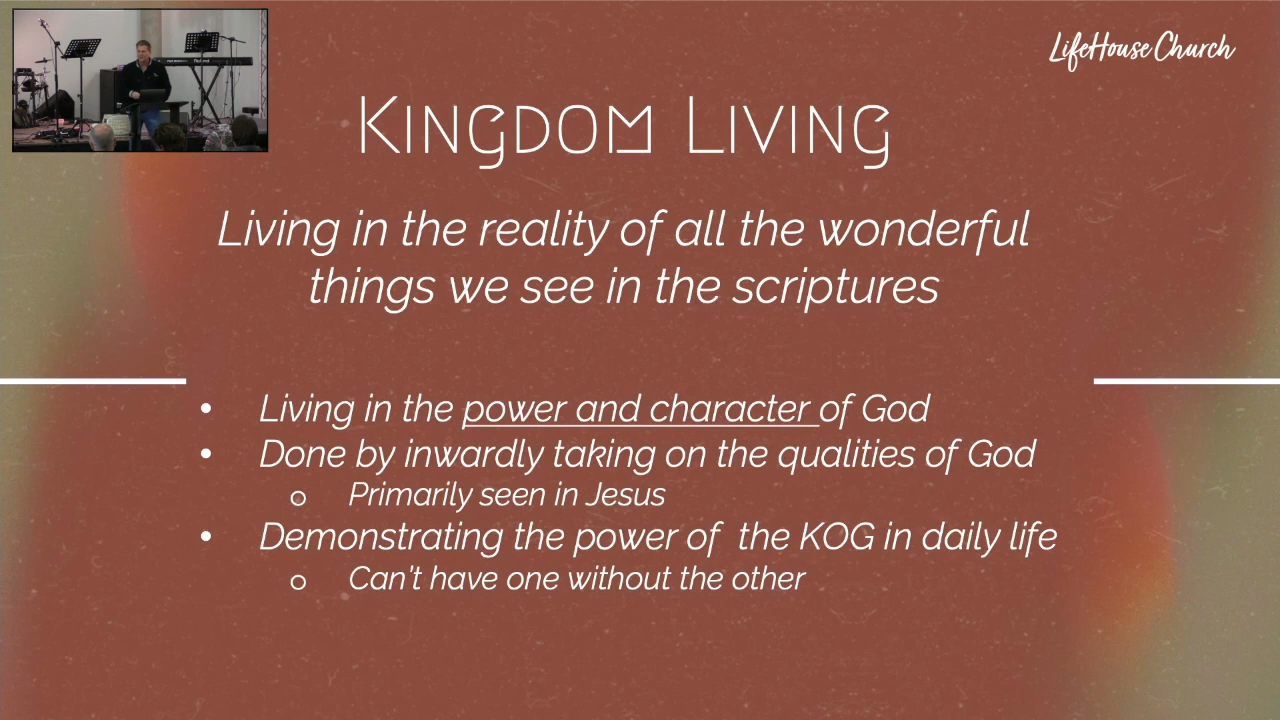 LifeHouse Church
Kingdom Living
Living in the reality of all the wonderful
things we see in the scriptures
• Living in the power and character of God
• Done by inwardly taking on the qualities of God
o Primarily seen in Jesus
• Demonstrating the power of  the KOG in daily life
o Can't have one without the other